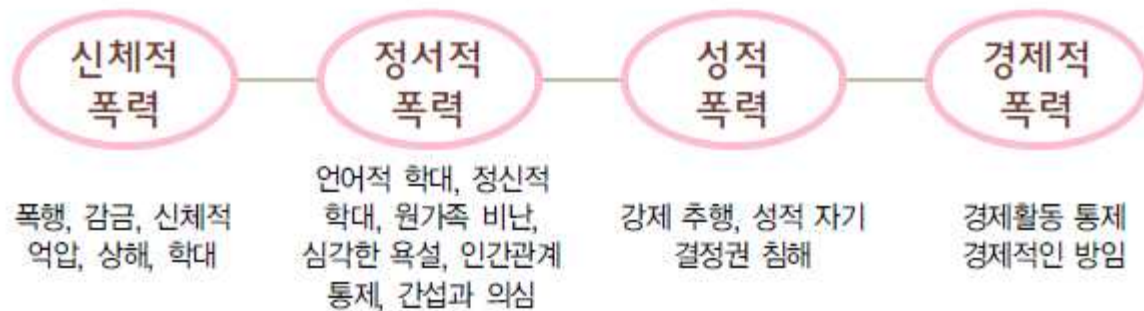 신체적
폭력
정서적
폭력
성적
폭력
경제적
폭력
폭행, 감금, 신체적
억압, 상해, 학대
언어적 학대, 정신적
학대, 원가족 비난,
심각한 욕설, 인간관계
통제, 간섭과 의심
강제 추행, 성적 자기
결정권 침해
경제활동 통제
경제적인 방임